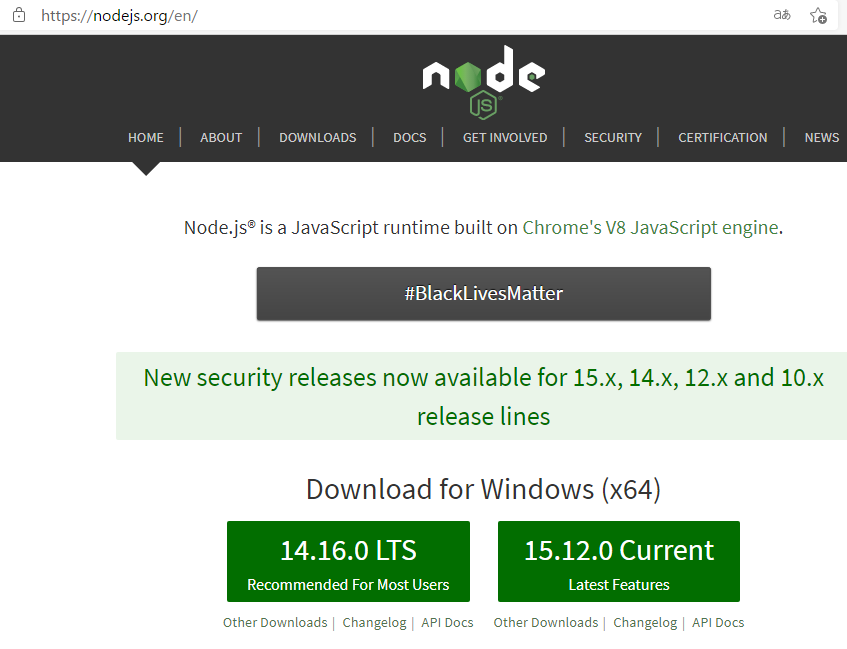 https://nodejs.org/en/
aあ
node
JS
HOME | ABOUT | DOWNLOADS | DOCS | GET INVOLVED | SECURITY | CERTIFICATION | NEWS
Node.js® is a JavaScript runtime built on Chrome's V8 JavaScript engine.
#BlackLivesMatter
New security releases now available for 15.x, 14.x, 12.x and 10.x
release lines
Download for Windows (x64)
14.16.0 LTS
Recommended For Most Users
15.12.0 Current
Latest Features
Other Downloads | Changelog | API Docs
Other Downloads | Changelog | API Docs